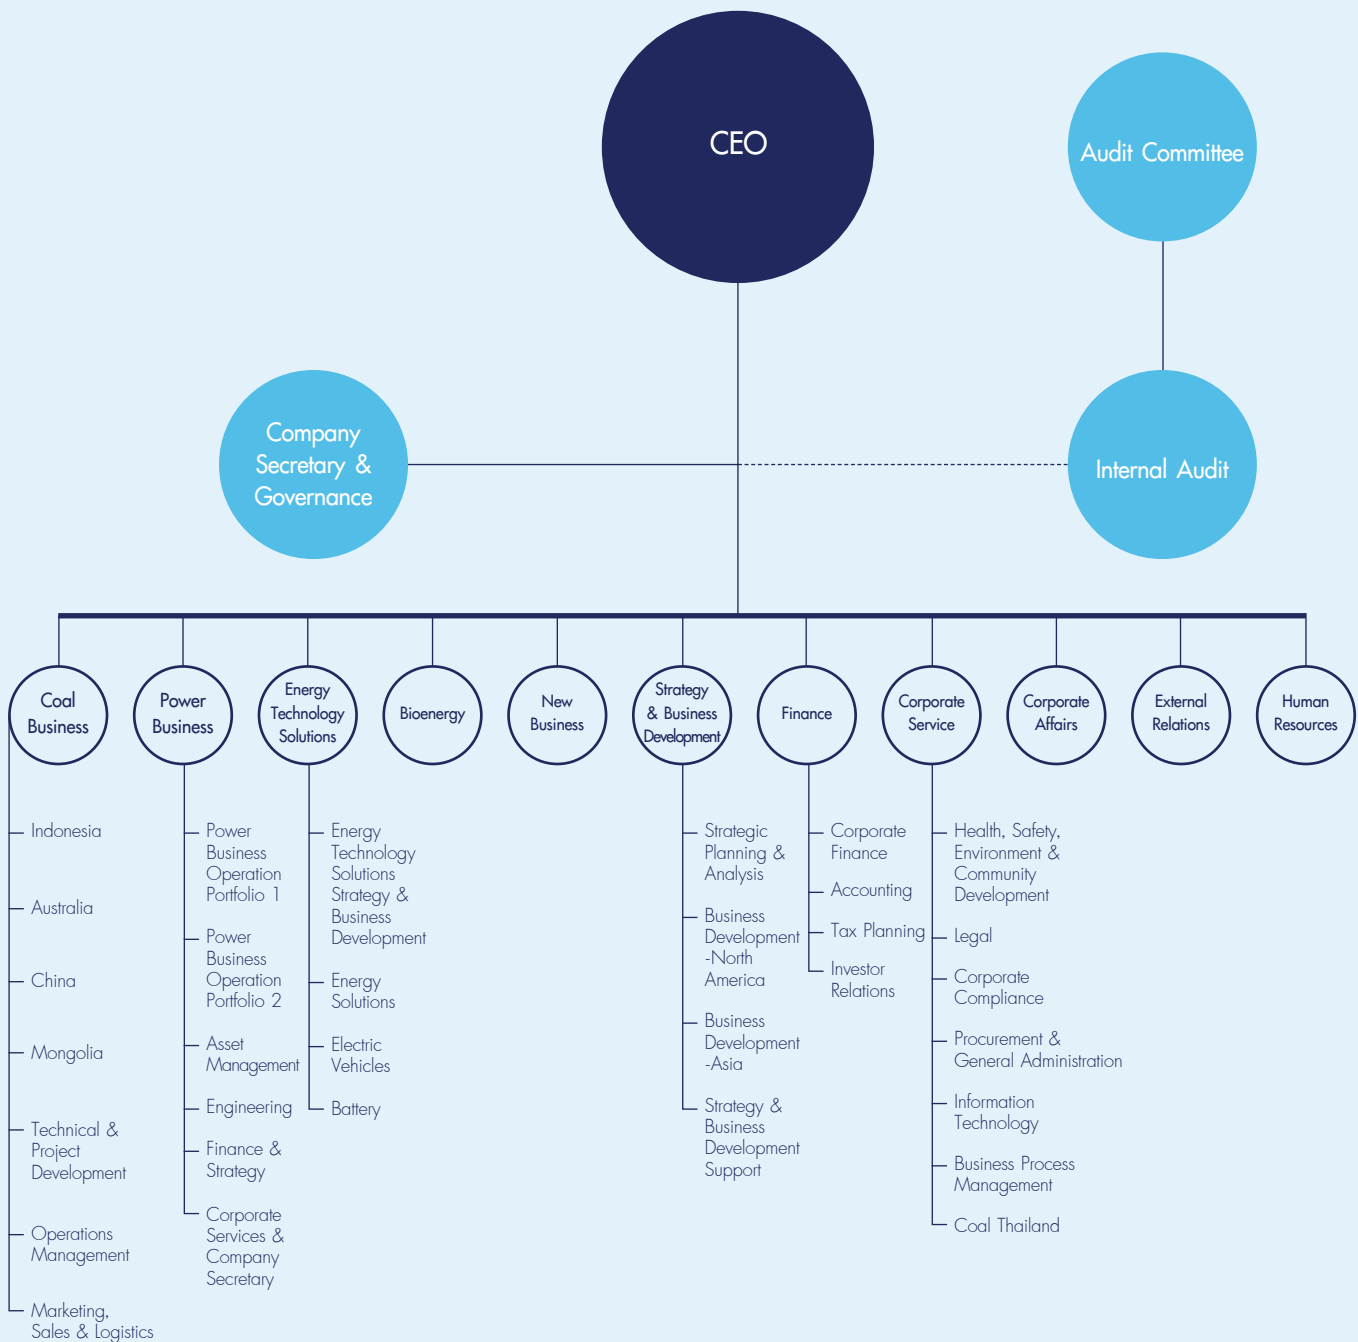 CEO
Audit Committee
Company
Secretary &
Governance
Internal Audit
Coal
Business
Power
Business
Energy
Technology
Solutions
Bioenergy
New
Business
Strategy
& Business
Development
Finance
Corporate
Service
Corporate
Affairs
External
Relations
Human
Resources
Indonesia
Australia
China
Mongolia
Technical &
Project
Development
Operations
Management
Marketing,
Sales & Logistics
Power
Business
Operation
Portfolio 1
Power
Business
Operation
Portfolio 2
Asset
Management
Engineering
Finance &
Strategy
Corporate
Services &
Company
Secretary
Energy
Technology
Solutions
Strategy &
Business
Development
Energy
Solutions
Electric
Vehicles
Battery
Strategic
Planning &
Analysis
Business
Development
-North
America
Business
Development
-Asia
Strategy &
Business
Development
Support
Corporate
Finance
Accounting
Tax Planning
Investor
Relations
Health, Safety,
Environment &
Community
Development
Legal
Corporate
Compliance
Procurement &
General Administration
Information
Technology
Business Process
Management
Coal Thailand